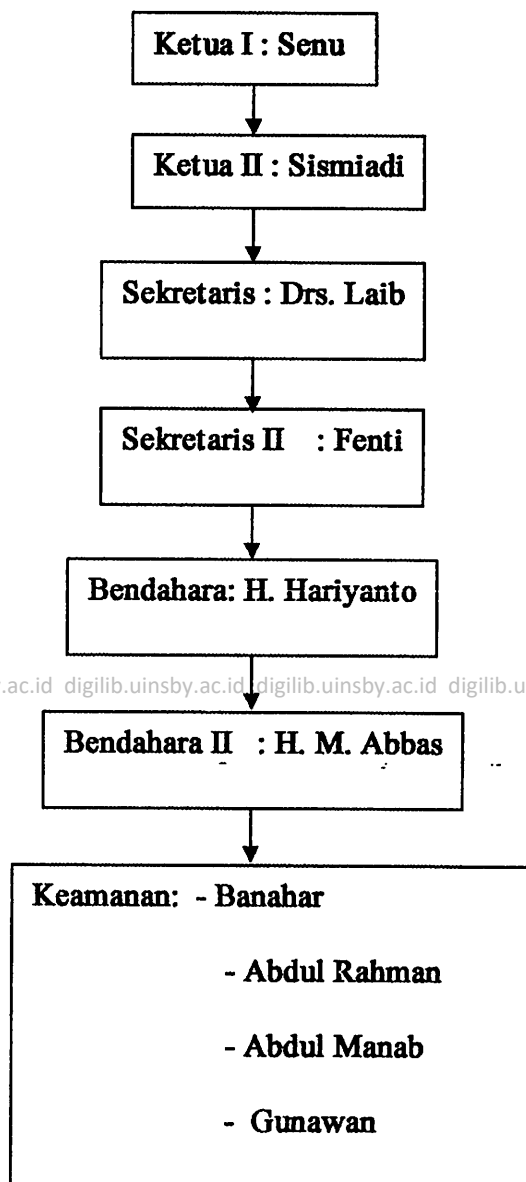 Ketua I : Senu
Ketua II : Sismiadi
Sekretaris : Drs. Laib
Sekretaris II : Fenti
Bendahara: H. Hariyanto
.ac.id digilib.uinsby.ac.id digilib.uinsby.ac.id digilib.u
Bendahara II : H. M. Abbas
Keamanan: - Banahar
- Abdul Rahman
- Abdul Manab
- Gunawan